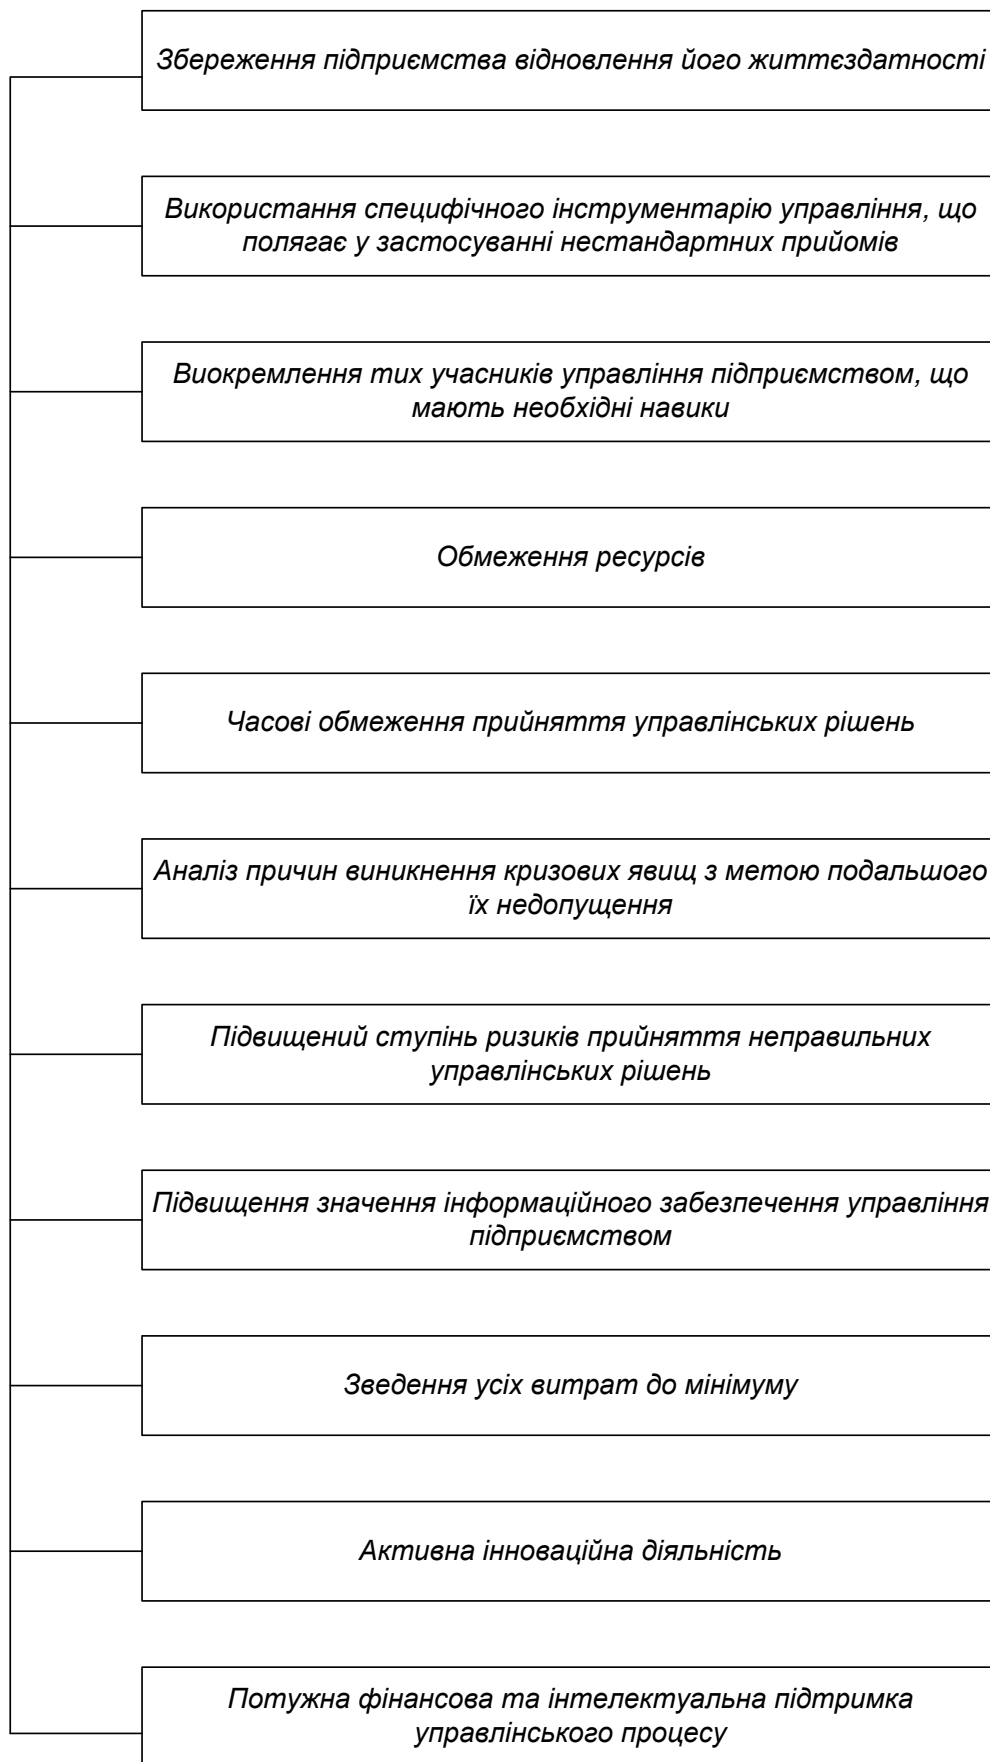 Збереження підприємства відновлення його життєздатності
Використання специфічного інструментарію управління, що
полягає у застосуванні нестандартних прийомів
Виокремлення тих учасників управління підприємством, що
мають необхідні навики
Обмеження ресурсів
Часові обмеження прийняття управлінських рішень
Аналіз причин виникнення кризових явищ з метою подальшого
їх недопущення
Підвищений ступінь ризиків прийняття неправильних
управлінських рішень
Підвищення значення інформаційного забезпечення управління
підприємством
Зведення усіх витрат до мінімуму
Активна інноваційна діяльність
Потужна фінансова та інтелектуальна підтримка
управлінського процесу